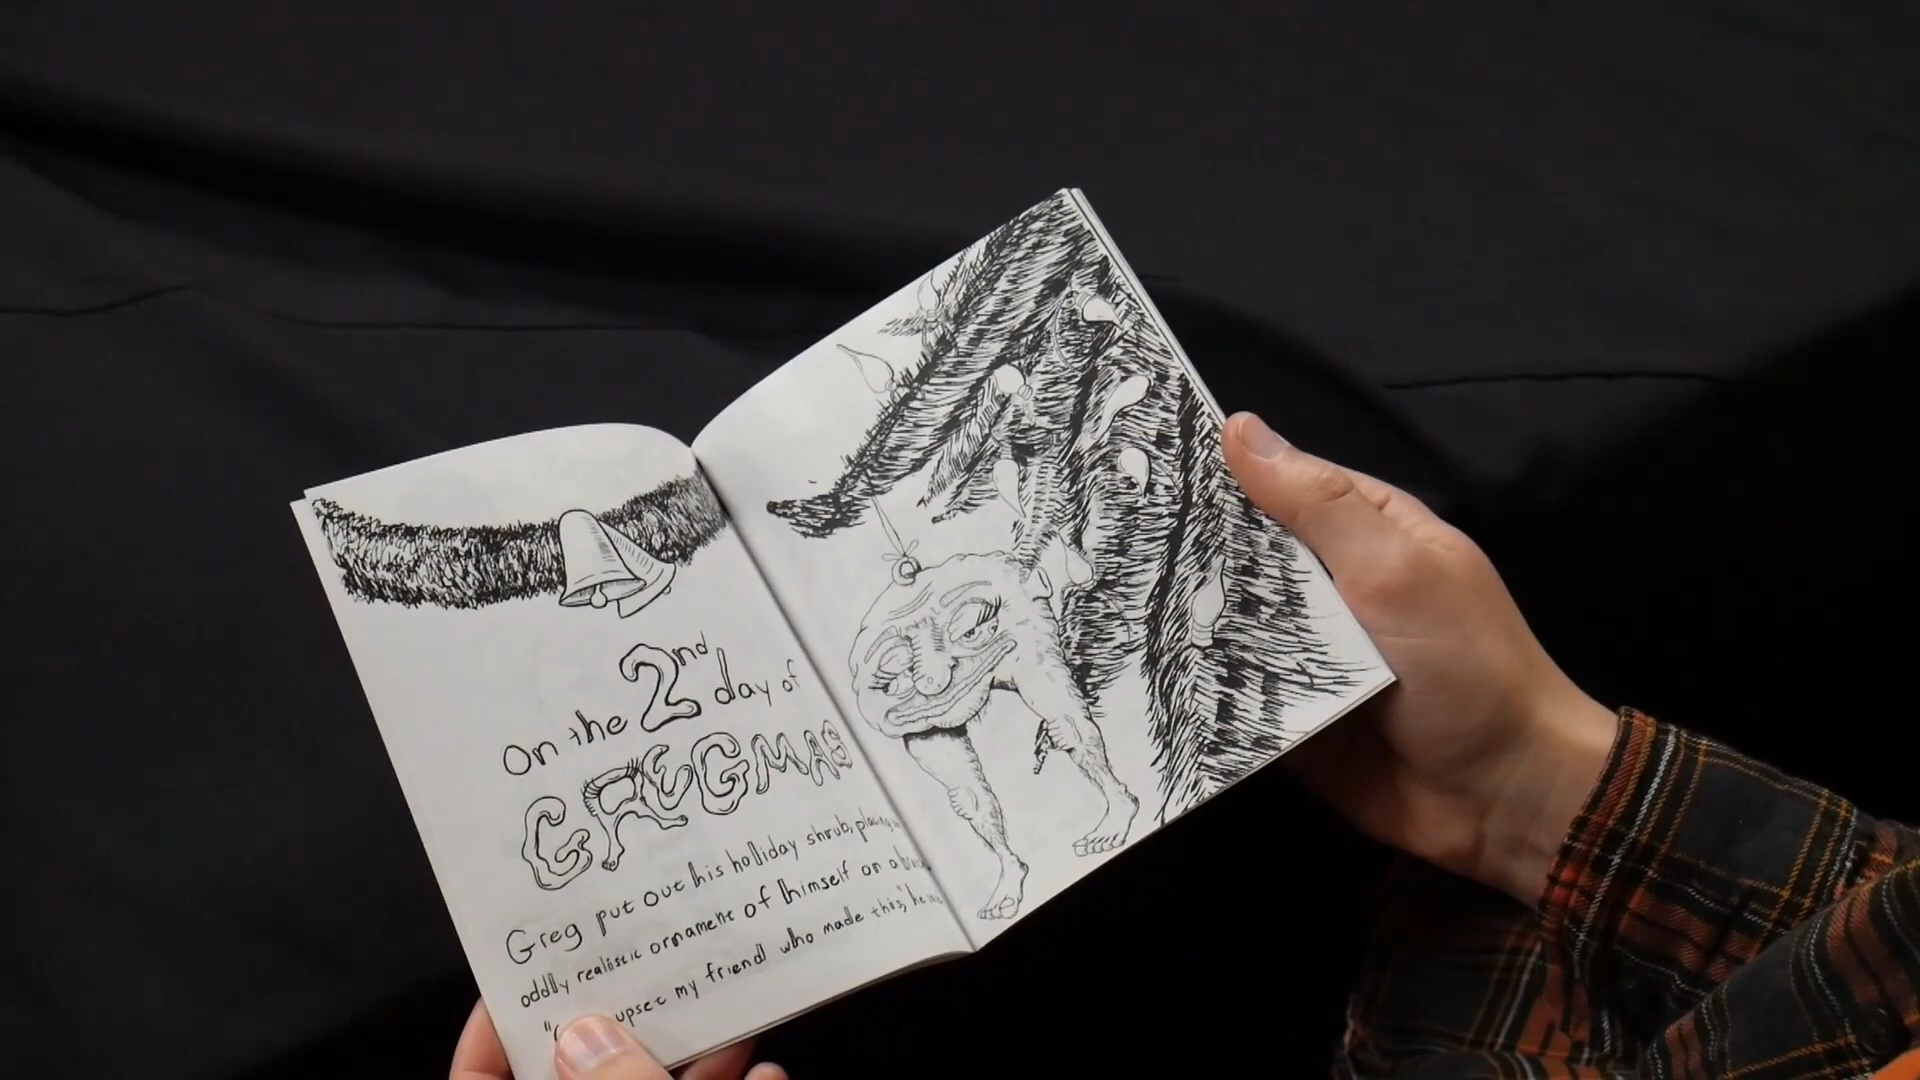 On the 2nd day of
GREGMAS
Greg put out his holliday shrub, placing
oddly realistic ornament of himself on a
upset my friend who made this," he